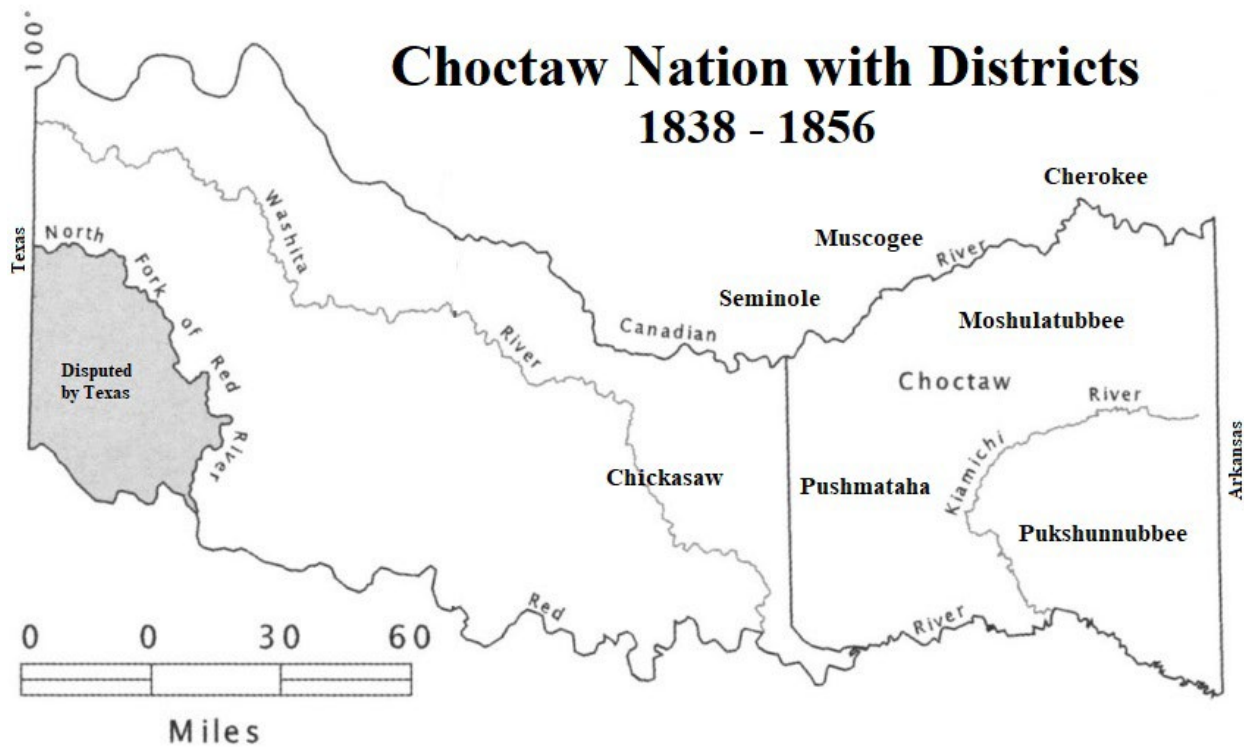 100°
Choctaw Nation with Districts
1838 - 1856
Cherokee
Texas
North
Fork of Red
River
Washita
River
Muscogee
River
Seminole
Canadian
Moshulatubbee
Disputed
by Texas
Choctaw
River
Kiamichi
Chickasaw
Pushmataha
Arkansas
Pukshunnubbee
Red
River
0 0 30 60
Miles